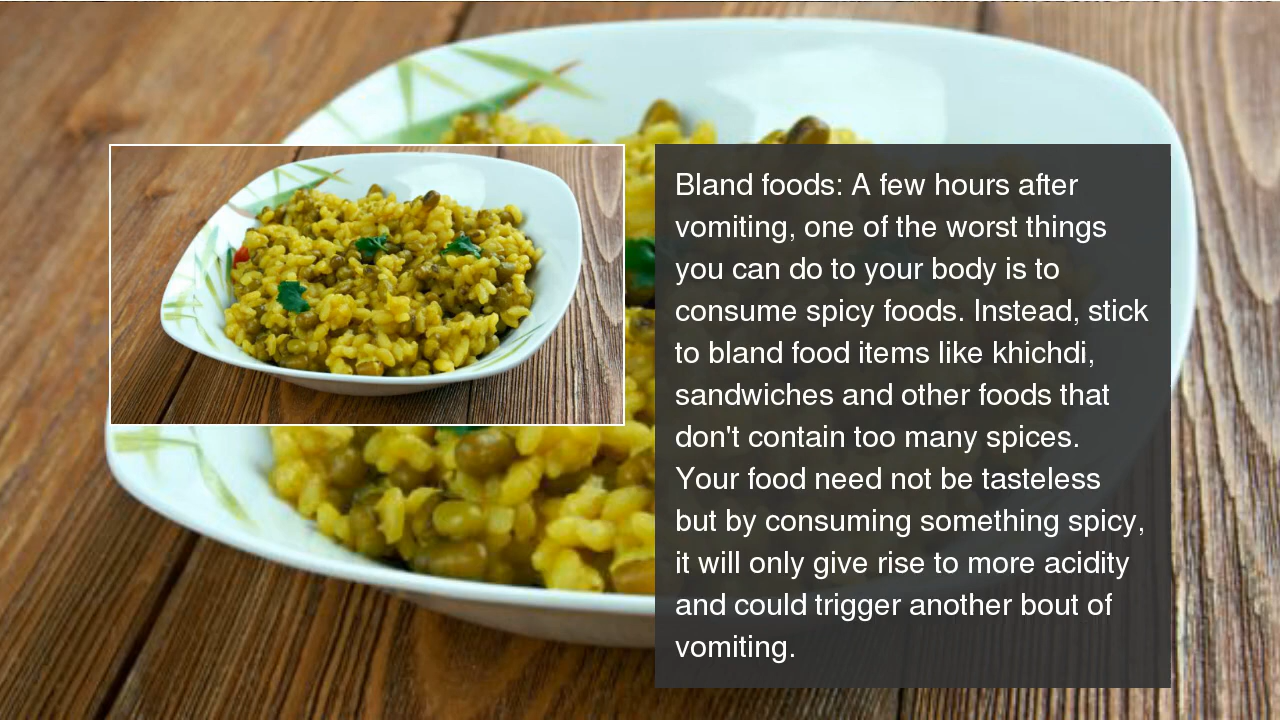 Bland foods: A few hours after
vomiting, one of the worst things
you can do to your body is to
consume spicy foods. Instead, stick
to bland food items like khichdi,
sandwiches and other foods that
don't contain too many spices.
Your food need not be tasteless
but by consuming something spicy,
it will only give rise to more acidity
and could trigger another bout of
vomiting.